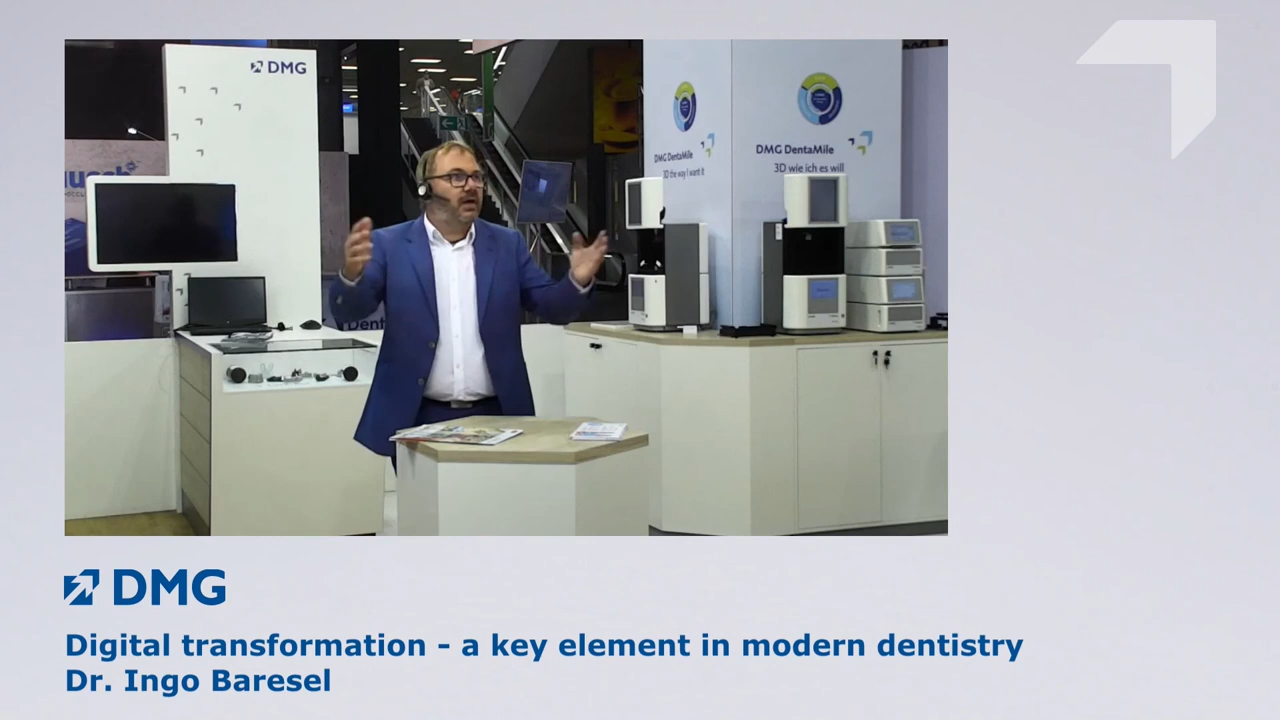 DMG
DMG DentaMile
3D the way I want it
DMG DentaMile
3D wie ich es will
DMG
Digital transformation - a key element in modern dentistry
Dr. Ingo Baresel